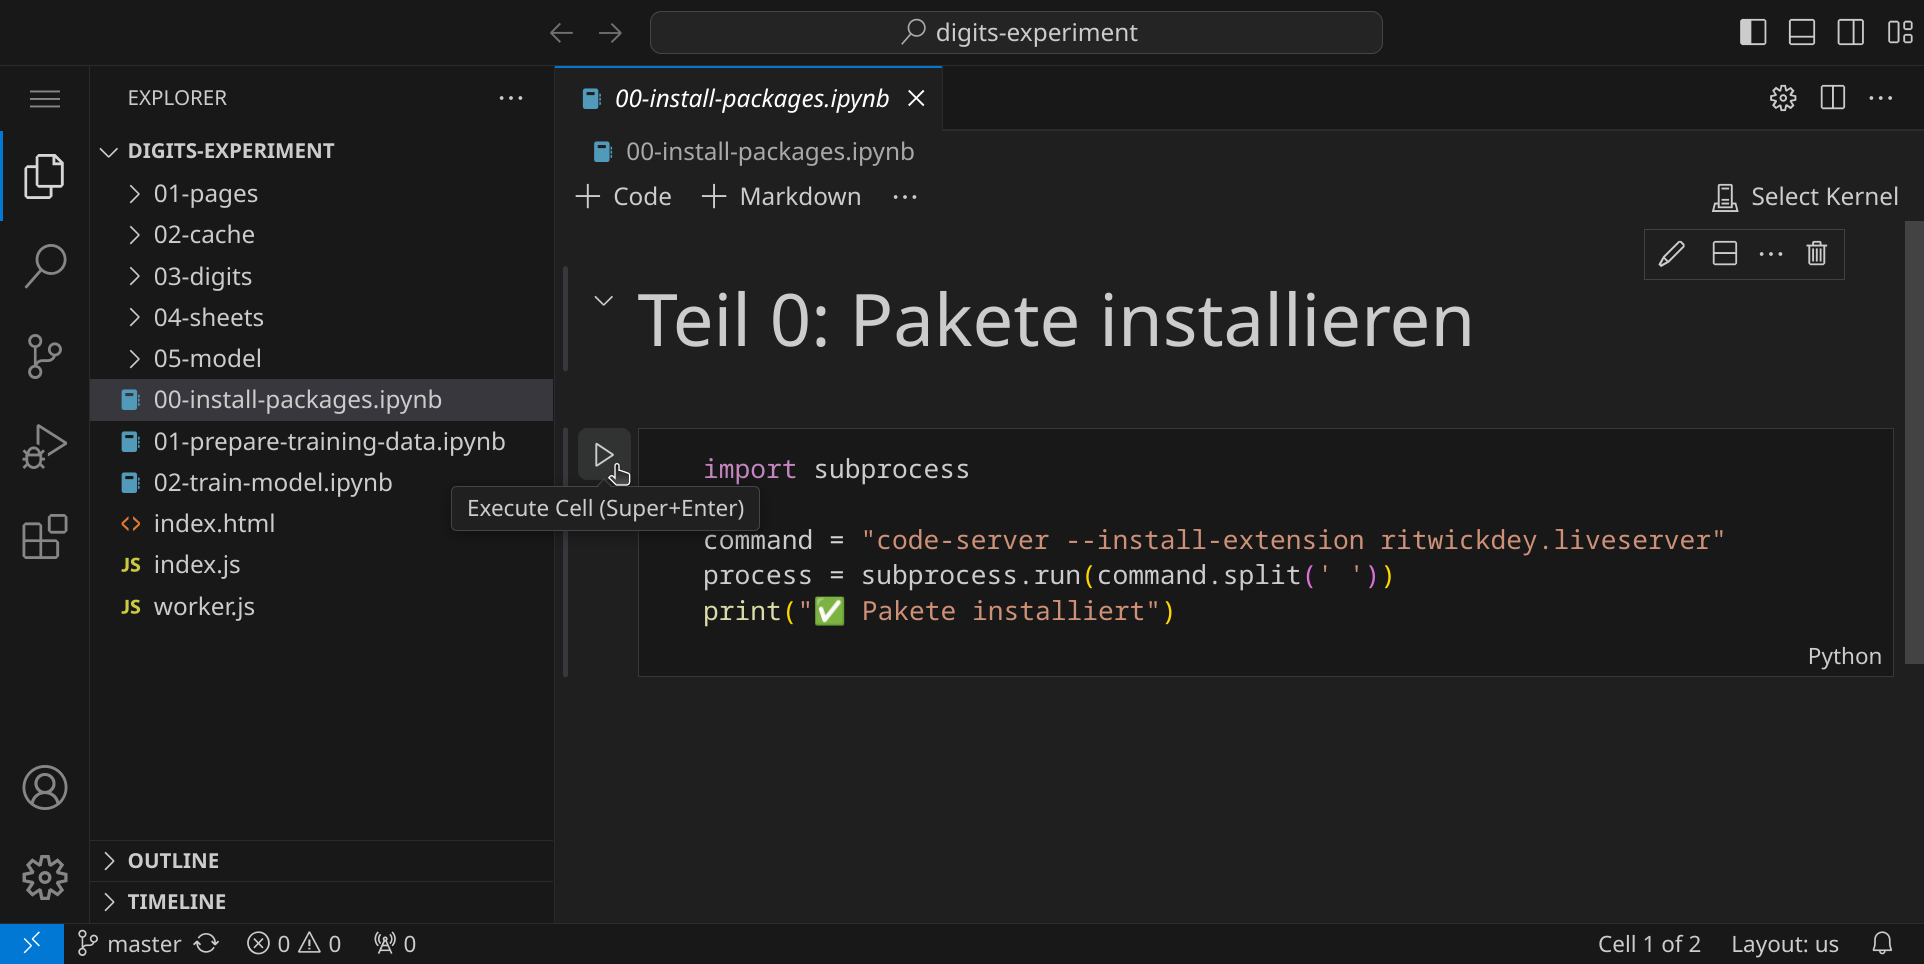 digits-experiment
EXPLORER
DIGITS-EXPERIMENT
01-pages
02-cache
03-digits
04-sheets
05-model
00-install-packages.ipynb
01-prepare-training-data.ipynb
02-train-model.ipynb
index.html
JS index.js
JS worker.js
OUTLINE
TIMELINE
00-install-packages.ipynb
00-install-packages.ipynb
Code Markdown
Select Kernel
Teil 0: Pakete installieren
Execute Cell (Super+Enter)
import subprocess
command = "code-server --install-extension ritwickdey.liveserver"
process = subprocess.run(command.split(' '))
print("✅ Pakete installiert")
Python
master 0 0 0
Cell 1 of 2 Layout: us